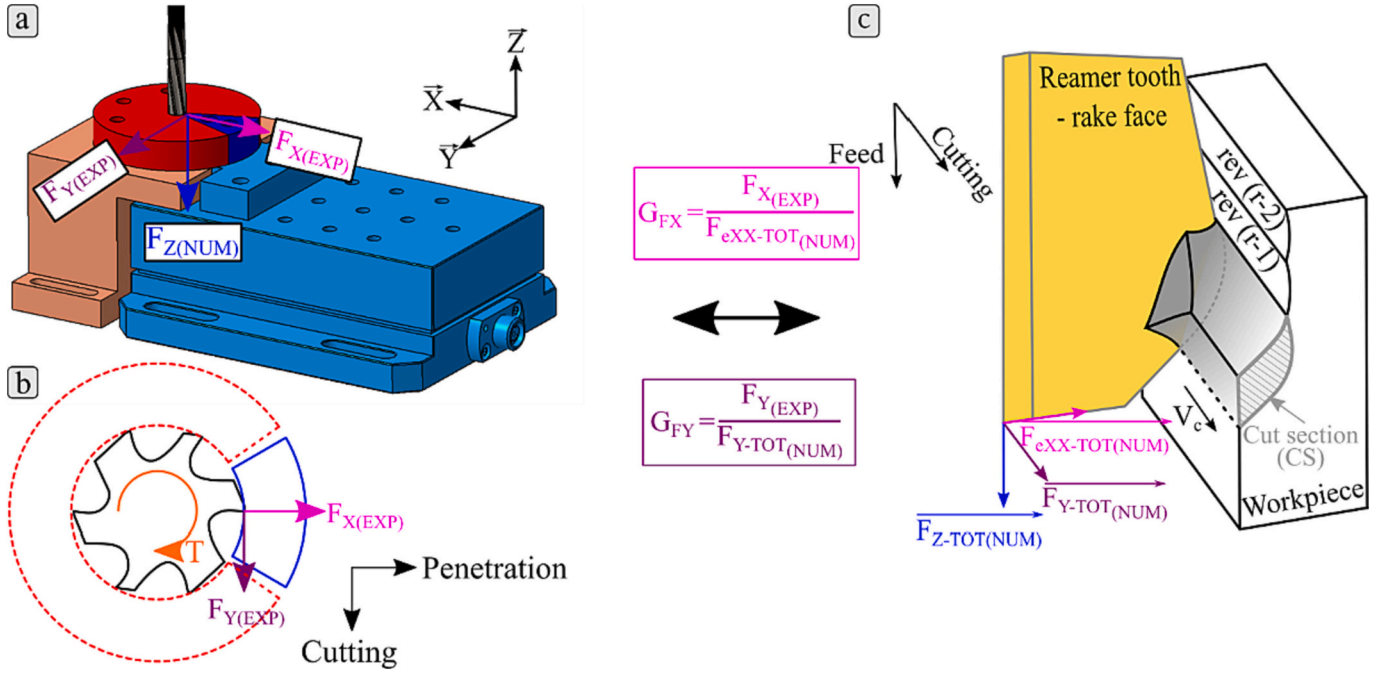 a
Z
X
Y
F_X(EXP)
F_Y(EXP)
F_Z(NUM)
b
T
F_X(EXP)
F_Y(EXP)
Penetration
Cutting
G_FX = F_X(EXP) / F_eXX-TOT(NUM)
G_FY = F_Y(EXP) / F_Y-TOT(NUM)
c
Reamer tooth
- rake face
Feed
Cutting
rev (r-2)
rev (r-1)
V_c
Cut section
(CS)
Workpiece
F_eXX-TOT(NUM)
F_Y-TOT(NUM)
F_Z-TOT(NUM)